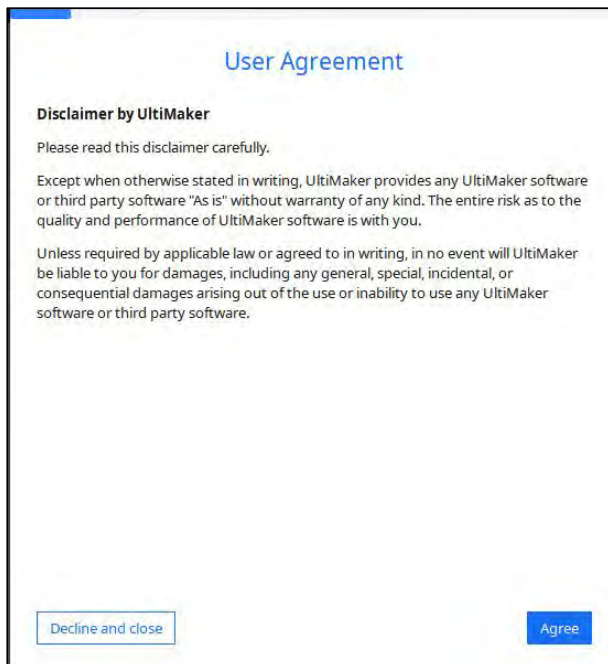 User Agreement
Disclaimer by UltiMaker
Please read this disclaimer carefully.
Except when otherwise stated in writing, UltiMaker provides any UltiMaker software
or third party software "As is" without warranty of any kind. The entire risk as to the
quality and performance of UltiMaker software is with you.
Unless required by applicable law or agreed to in writing, in no event will UltiMaker
be liable to you for damages, including any general, special, incidental, or
consequential damages arising out of the use or inability to use any UltiMaker
software or third party software.
Decline and close
Agree